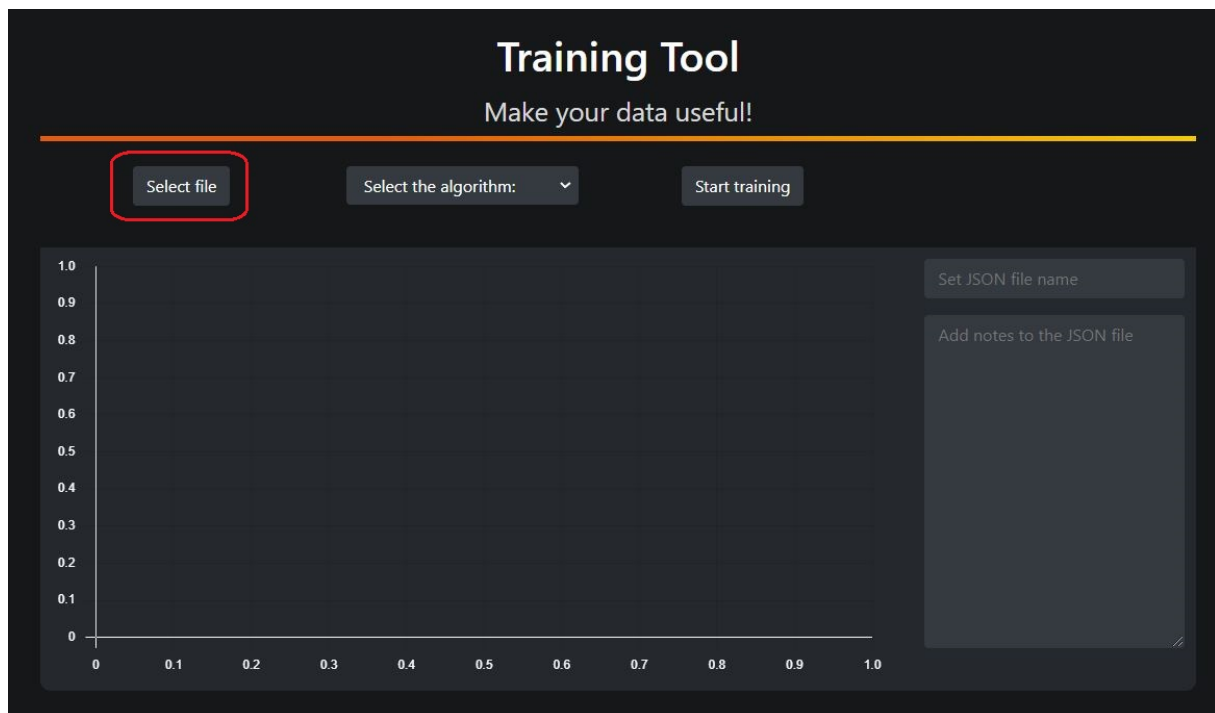 Training Tool
Make your data useful!
Select file
Select the algorithm:
Start training
1.0
0.9
0.8
0.7
0.6
0.5
0.4
0.3
0.2
0.1
0
0 0.1 0.2 0.3 0.4 0.5 0.6 0.7 0.8 0.9 1.0
Set JSON file name
Add notes to the JSON file